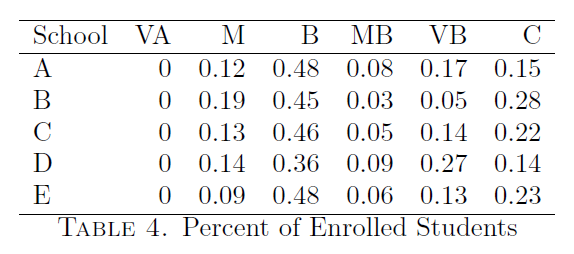 School VA M B MB VB C
A 0 0.12 0.48 0.08 0.17 0.15
B 0 0.19 0.45 0.03 0.05 0.28
C 0 0.13 0.46 0.05 0.14 0.22
D 0 0.14 0.36 0.09 0.27 0.14
E 0 0.09 0.48 0.06 0.13 0.23
TABLE 4. Percent of Enrolled Students